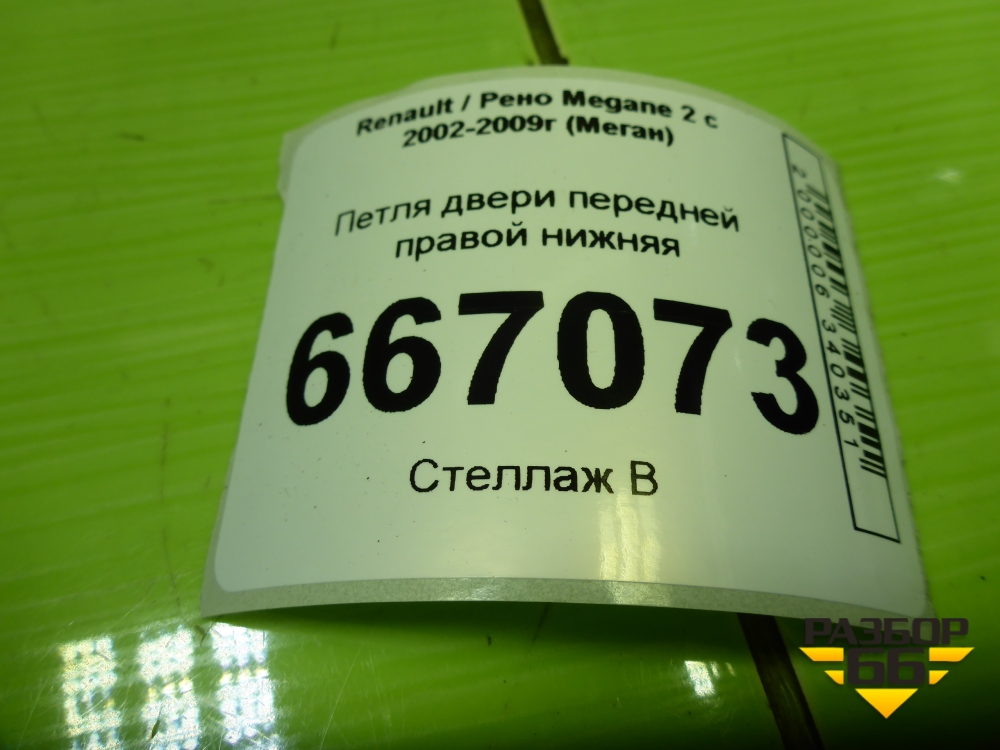 Renault / Рено Megane 2 с
2002-2009г (Меган)
Петля двери передней
правой нижняя
667073
Стеллаж В
2000006340351
РАЗБОР
66